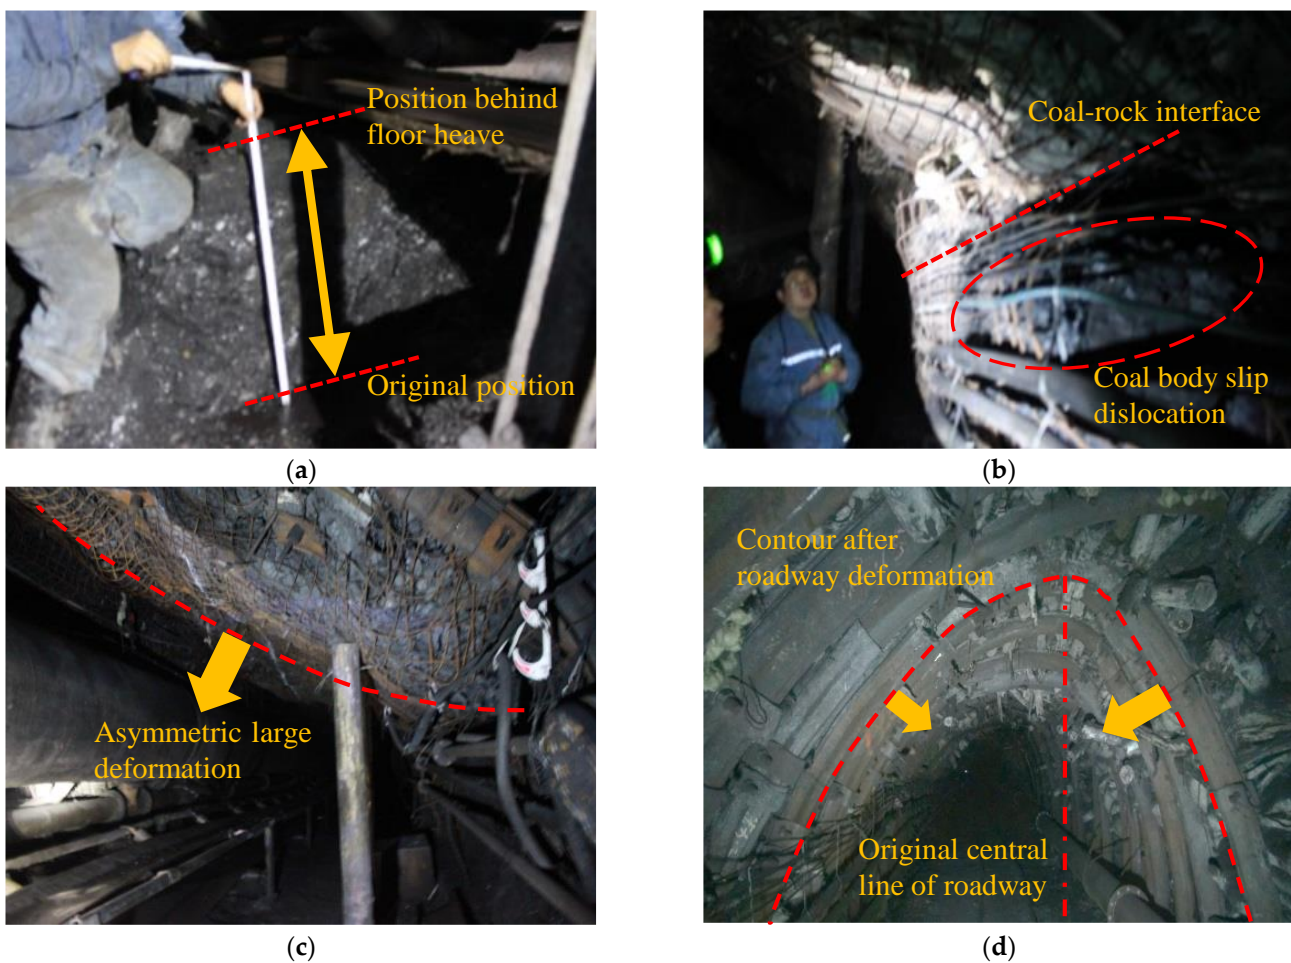 Position behind
floor heave
Original position
(a)
Coal-rock interface
Coal body slip
dislocation
(b)
Asymmetric large
deformation
(c)
Contour after
roadway deformation
Original central
line of roadway
(d)